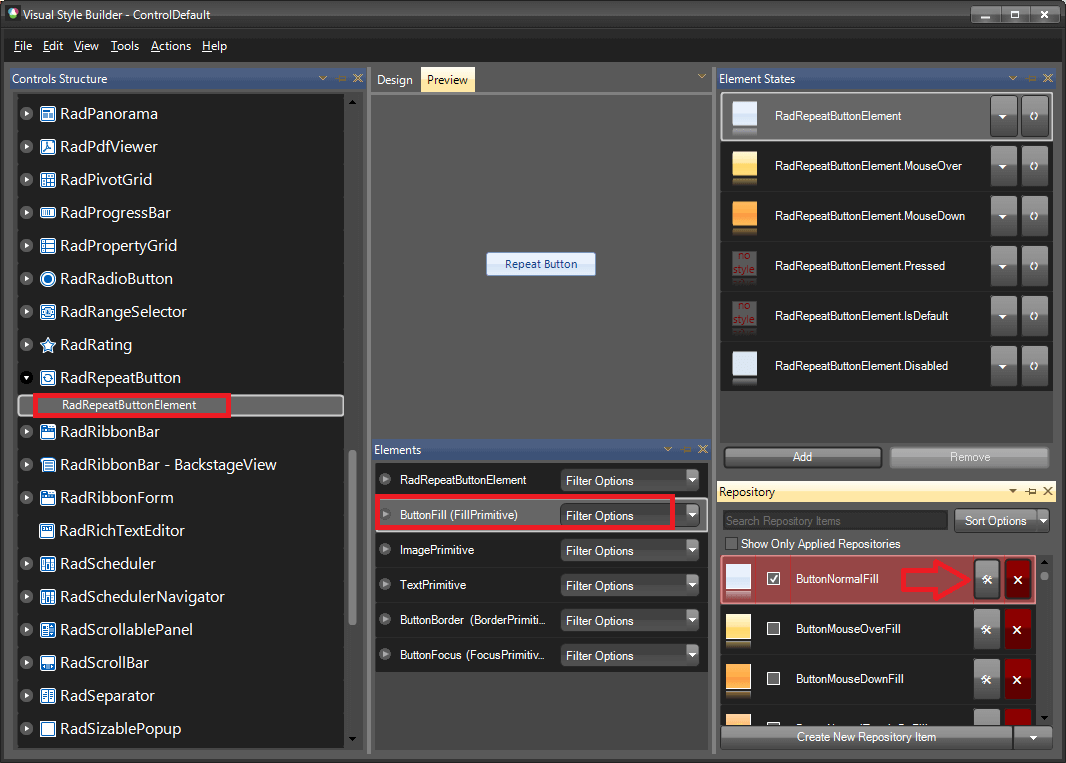 Visual Style Builder - ControlDefault
File Edit View Tools Actions Help
Controls Structure
RadPanorama
RadPdfViewer
RadPivotGrid
RadProgressBar
RadPropertyGrid
RadRadioButton
RadRangeSelector
RadRating
RadRepeatButton
RadRepeatButtonElement
RadRibbonBar
RadRibbonBar - BackstageView
RadRibbonForm
RadRichTextEditor
RadScheduler
RadSchedulerNavigator
RadScrollablePanel
RadScrollBar
RadSeparator
RadSizablePopup
Design Preview
Repeat Button
Elements
RadRepeatButtonElement Filter Options
ButtonFill (FillPrimitive) Filter Options
ImagePrimitive Filter Options
TextPrimitive Filter Options
ButtonBorder (BorderPrimiti... Filter Options
ButtonFocus (FocusPrimitiv... Filter Options
Element States
RadRepeatButtonElement
RadRepeatButtonElement.MouseOver
RadRepeatButtonElement.MouseDown
no
style
RadRepeatButtonElement.Pressed
no
style
RadRepeatButtonElement.IsDefault
RadRepeatButtonElement.Disabled
Add Remove
Repository
Search Repository Items Sort Options
Show Only Applied Repositories
ButtonNormalFill
ButtonMouseOverFill
ButtonMouseDownFill
Create New Repository Item